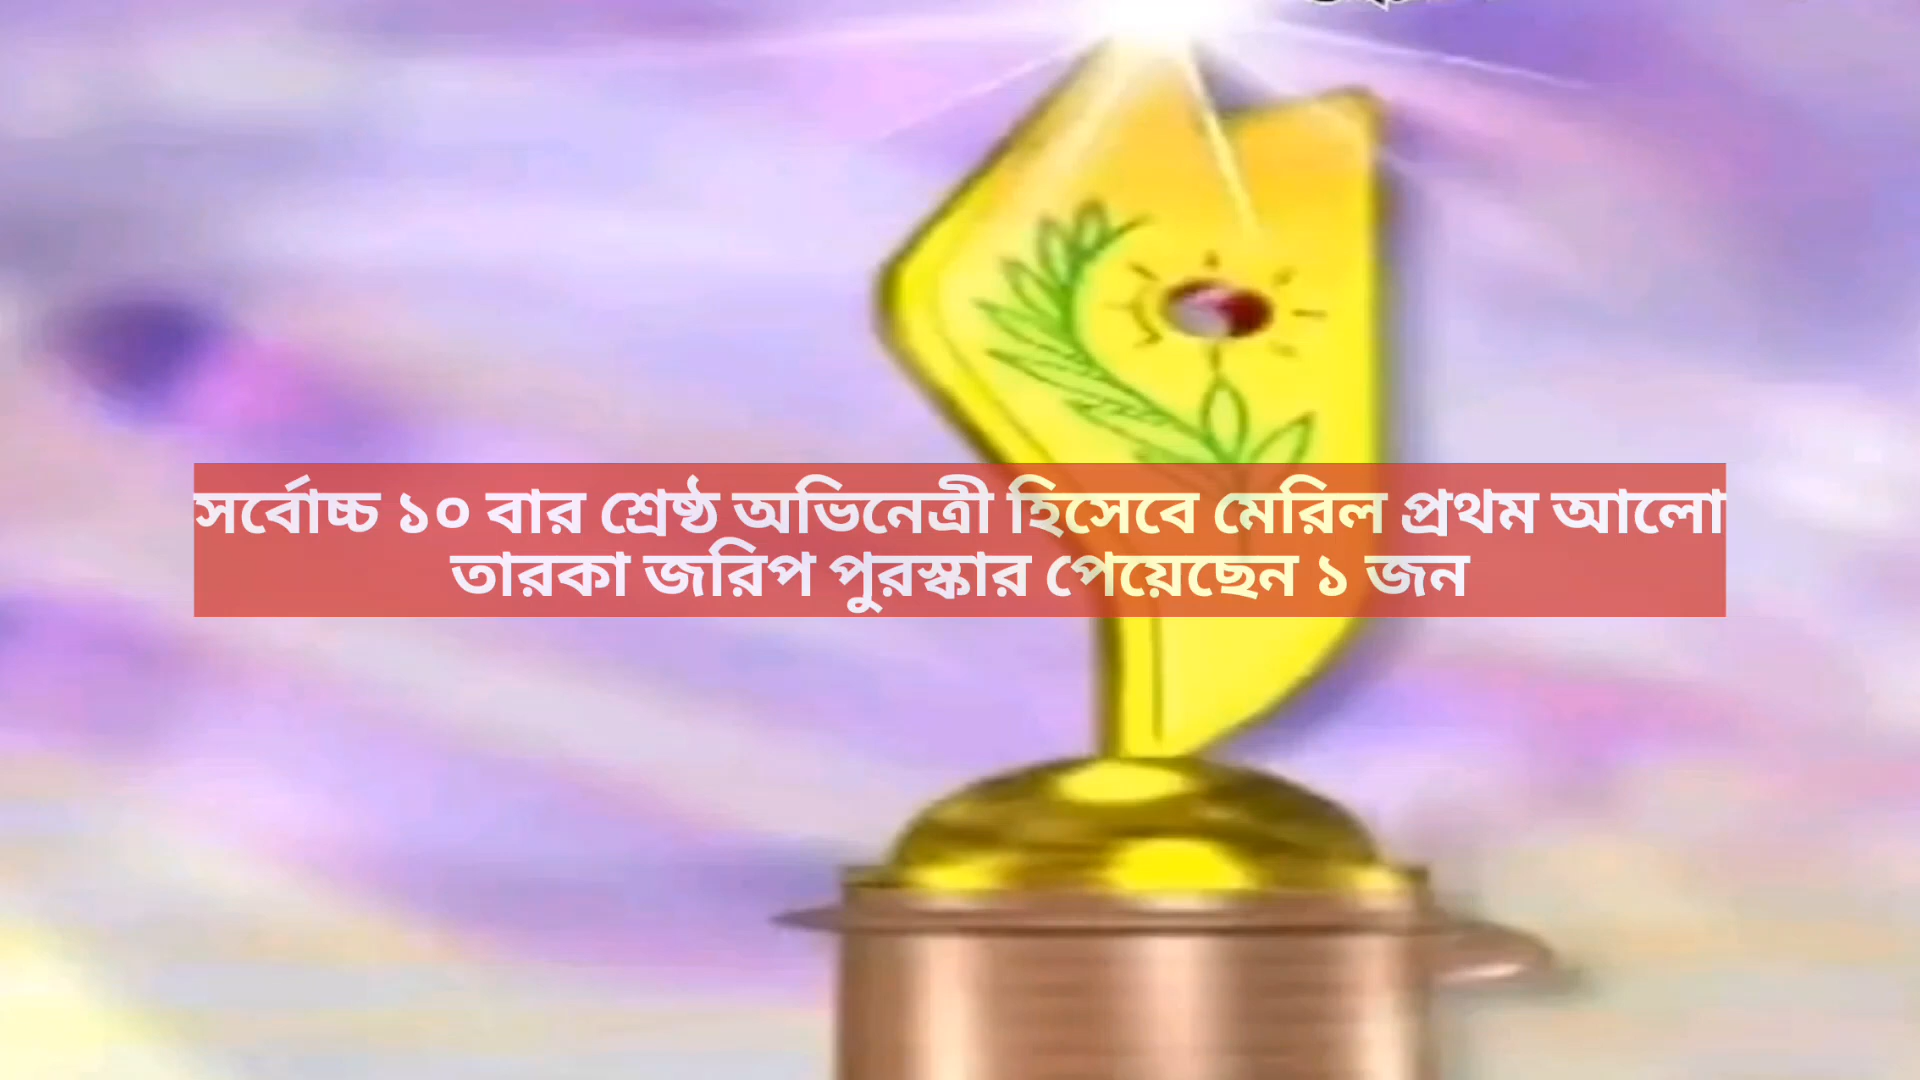 সর্বোচ্চ ১০ বার শ্রেষ্ঠ অভিনেত্রী হিসেবে মেরিল প্রথম আলো
তারকা জরিপ পুরস্কার পেয়েছেন ১ জন